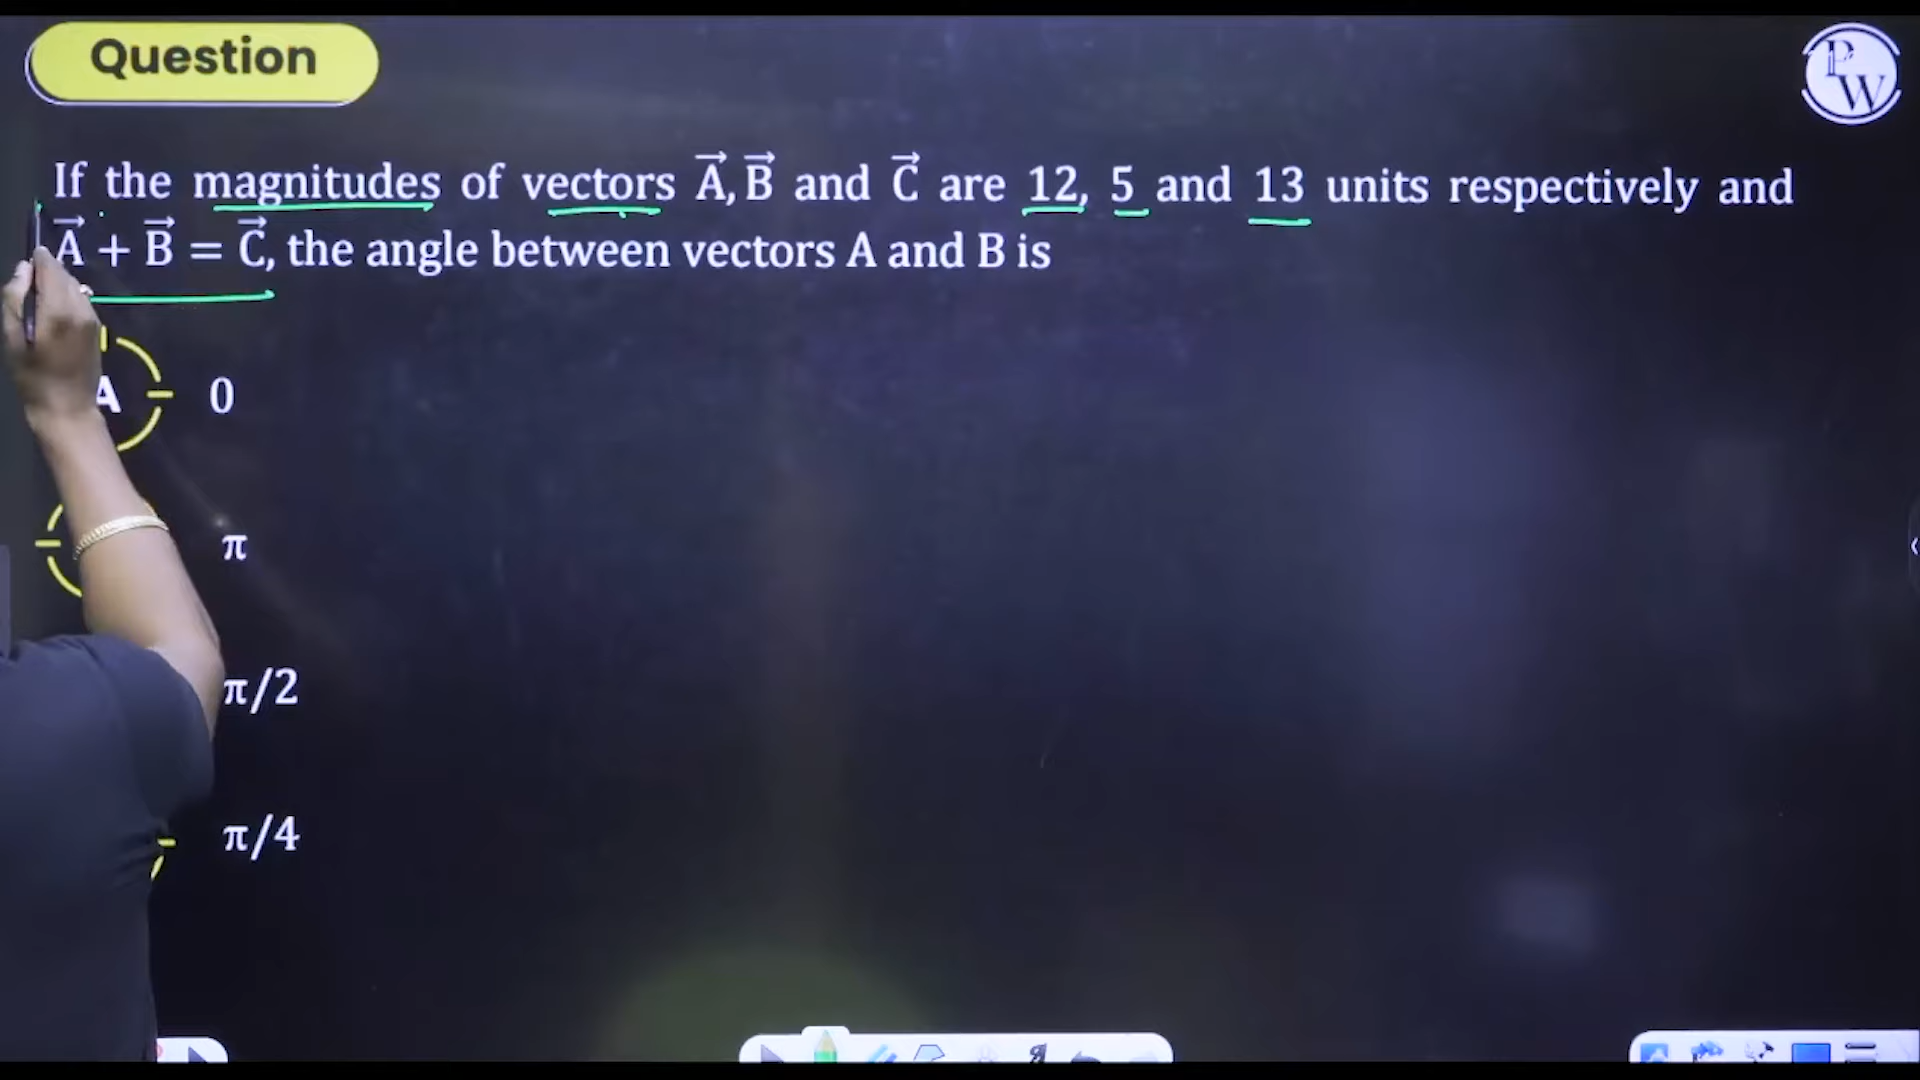 Question
PW
If the magnitudes of vectors A⃗, B⃗ and C⃗ are 12, 5 and 13 units respectively and
A⃗ + B⃗ = C⃗, the angle between vectors A and B is
A 0
π
π/2
π/4